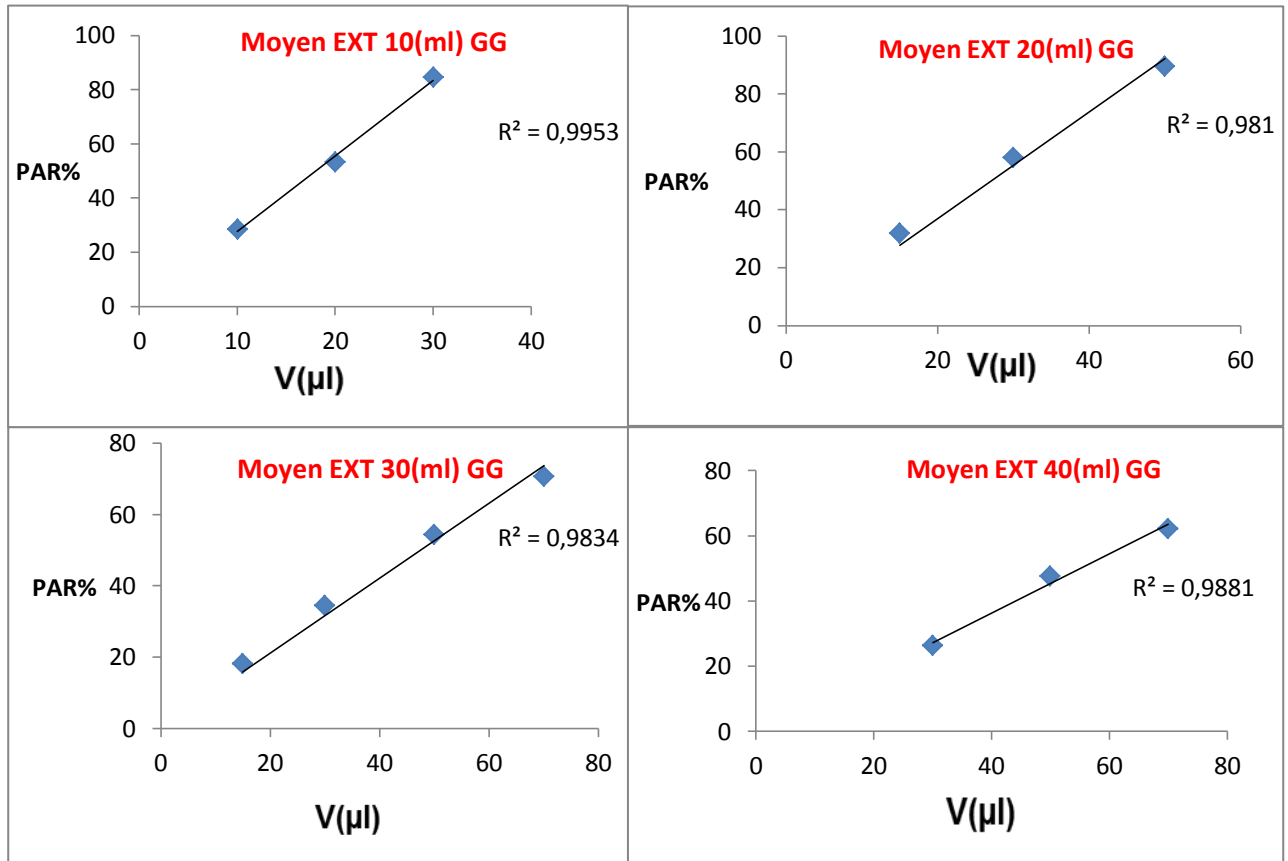 Moyen EXT 10(ml) GG
100
80
60
40
20
0
PAR%
R² = 0,9953
0 10 20 30 40
V(µl)
Moyen EXT 20(ml) GG
100
80
60
40
20
0
PAR%
R² = 0,981
0 20 40 60
V(µl)
Moyen EXT 30(ml) GG
80
60
40
20
0
PAR%
R² = 0,9834
0 20 40 60 80
V(µl)
Moyen EXT 40(ml) GG
80
60
40
20
0
PAR%
R² = 0,9881
0 20 40 60 80
V(µl)